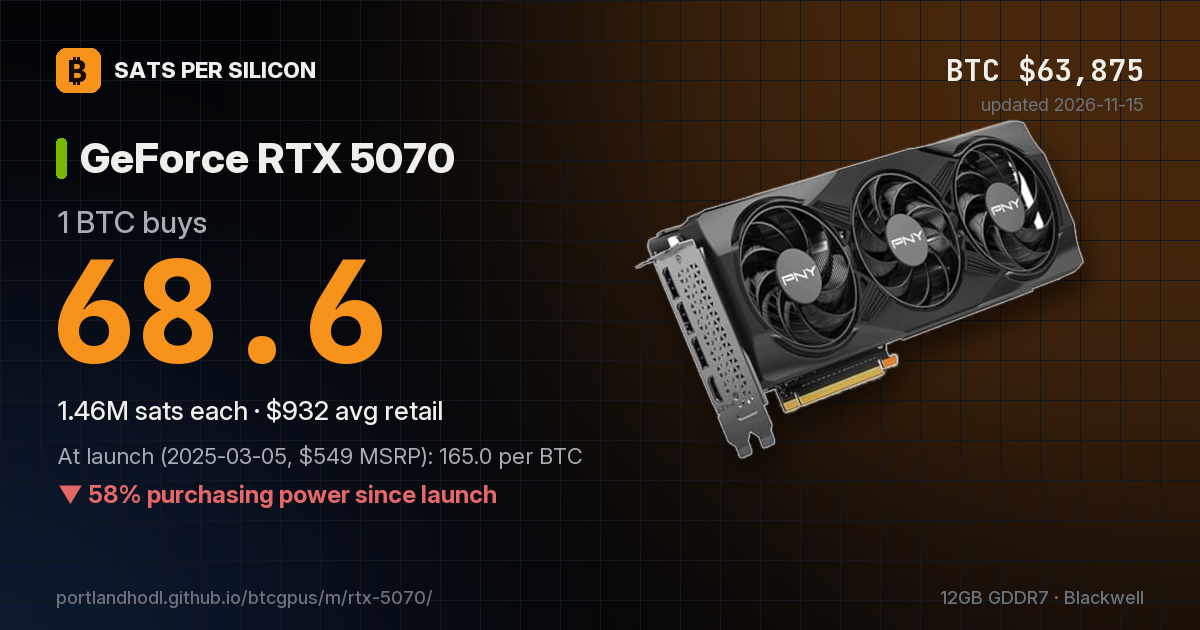 ₿ SATS PER SILICON
BTC $63,875
updated 2026-11-15
GeForce RTX 5070
1 BTC buys
68.6
1.46M sats each · $932 avg retail
At launch (2025-03-05, $549 MSRP): 165.0 per BTC
▼ 58% purchasing power since launch
PNY
PNY
PNY
portlandhodl.github.io/btcgpus/m/rtx-5070/
12GB GDDR7 · Blackwell